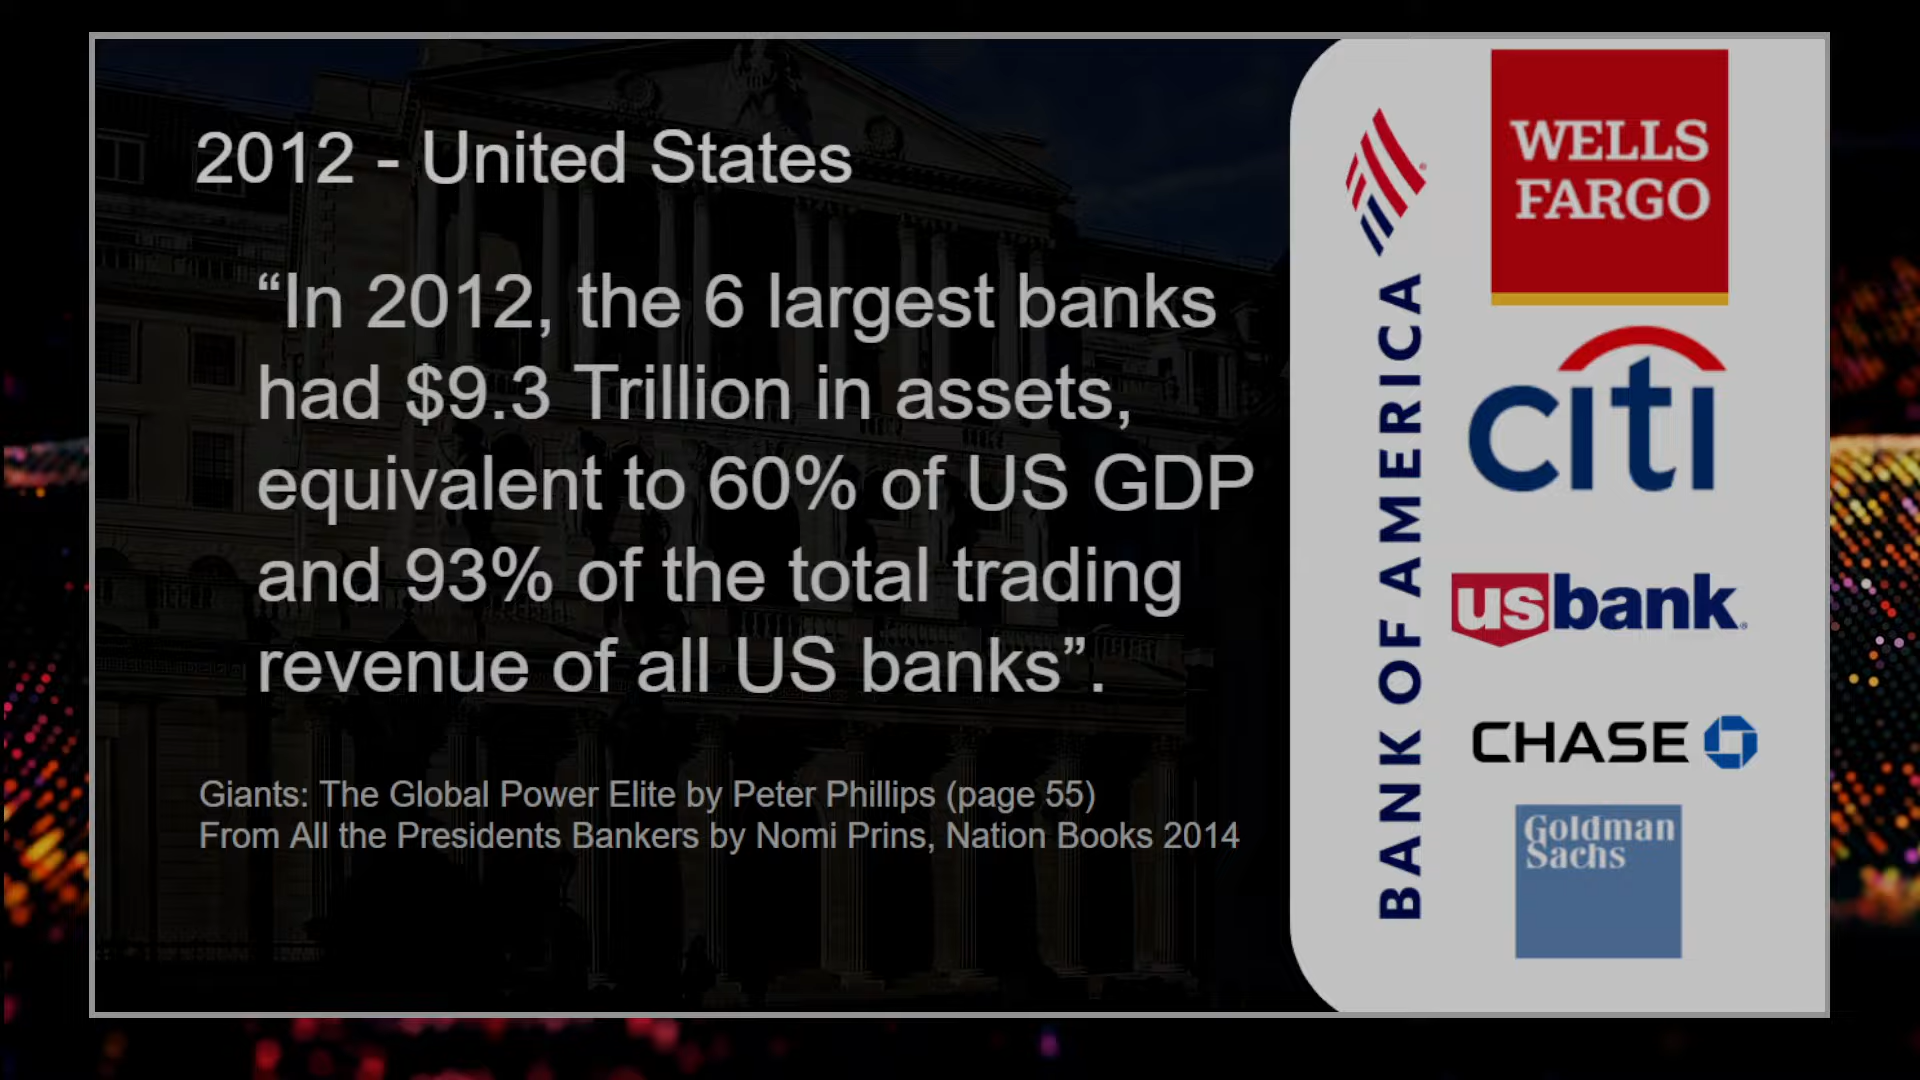 2012 - United States
“In 2012, the 6 largest banks
had $9.3 Trillion in assets,
equivalent to 60% of US GDP
and 93% of the total trading
revenue of all US banks”.
Giants: The Global Power Elite by Peter Phillips (page 55)
From All the Presidents Bankers by Nomi Prins, Nation Books 2014
BANK OF AMERICA
WELLS
FARGO
citi
usbank
CHASE
Goldman
Sachs